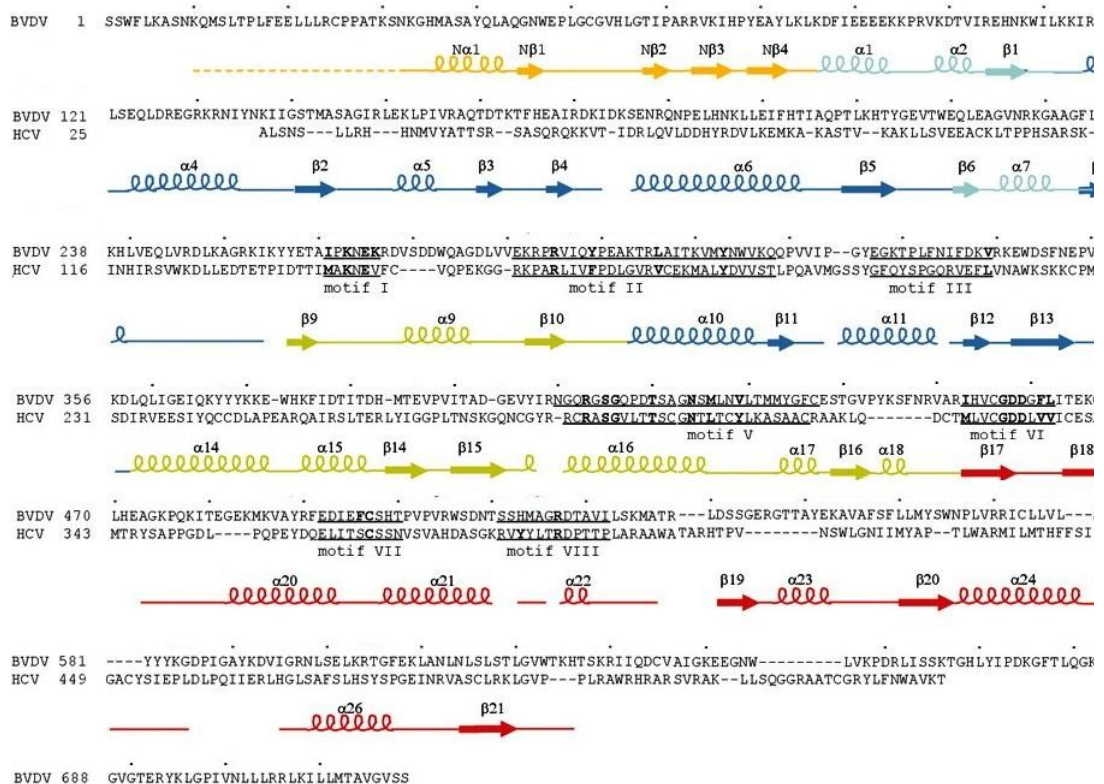 BVDV 1 SSWFLKASNKQMSLTPLFEELLLRCPPATKSNKGHMASAYQLAQGNWEPLGCGVHLGTIPARRVKIHPYEAYLKLKDFIEEEEKKPRVKDTVIREHNKWILKKIR
Nα1 Nβ1 Nβ2 Nβ3 Nβ4 α1 α2 β1
BVDV 121 LSEQLDREGRKRNIYNKIIGSTMASAGIRLEKLPIVRAQTDTKTFHEAIRDKIDKSENRQNPELHNKLLEIFHTIAQPTLKHTYGEVTWEQLEAGVNRKGAAGFL
HCV 25 ALSNS---LLRH---HNMVYATTSR--SASQRQKKVT-IDRLQVLDDHYRDVLKEMKA-KASTV--KAKLLSVEEACKLTPPHSARSK-
α4 β2 α5 β3 β4 α6 β5 β6 α7
BVDV 238 KHLVEQLVRDLKAGRKIKYYETAIPKNEKRDVSDDWQAGDLVVEKRPRVIQYPEAKTRLAITKVMYNWVKQQPVVIP--GYEGKTPLFNIFDKVRKEWDSFNEPV
HCV 116 INHIRSVWKDLLEDTETPIDTTIMAKNEVFC----VQPEKGG--RKPARLIVFPDLGVRVCEKMALYDVVSTLPQAVMGSSYGFQYSPGQRVEFLVNAWKSKKCPM
motif I motif II motif III
β9 α9 β10 α10 β11 α11 β12 β13
BVDV 356 KDLQLIGEIQKYYYKKE-WHKFIDTITDH-MTEVPVITAD-GEVYIRNGQRGSGQPDTSAGNSMLNVLTMMYGFCESTGVPYKSFNRVARIHVCGDDGFLITEK
HCV 231 SDIRVEESIYQCCDLAPEARQAIRSLTERLYIGGPLTNSKGQNCGYR-RCRASGVLTTSCGNTLTCYLKASAACRAAKLQ------DCTMLVCGDDLVVICES
motif V motif VI
α14 α15 β14 β15 α16 α17 β16 α18 β17 β18
BVDV 470 LHEAGKPQKITEGEKMKVAYRFEDIEFCSHTPVPVRWSDNTSSHMAGRDTAVILSKMATR---LDSSGERGTTAYEKAVAFSFLLMYSWNPLVRRICLLVL--
HCV 343 MTRYSAPPGDL----PQPEYDQELITSCSSNVSVAHDASGKRVYYLTRDPTTPLARAAWATARHTPV-----NSWLGNIIMYAP--TLWARMILMTHFFSI
motif VII motif VIII
α20 α21 α22 β19 α23 β20 α24
BVDV 581 ----YYYKGDPIGAYKDVIGRNLSELKRTGFEKLANLNLSLSTLGVWTKHTSKRIIQDCVAIGKEEGNW---------LVKPDRLISSKTGHLYIPDKGFTLQGK
HCV 449 GACYSIEPLDLPQIIERLHGLSAFSLHSYSPGEINRVASCLRKLGVP---PLRAWRHRARSVRAK--LLSQGGRAATCGRYLFNWAVKT
α26 β21
BVDV 688 GVGTERYKLGPIVNLLLRRLKILLMTAVGVSS